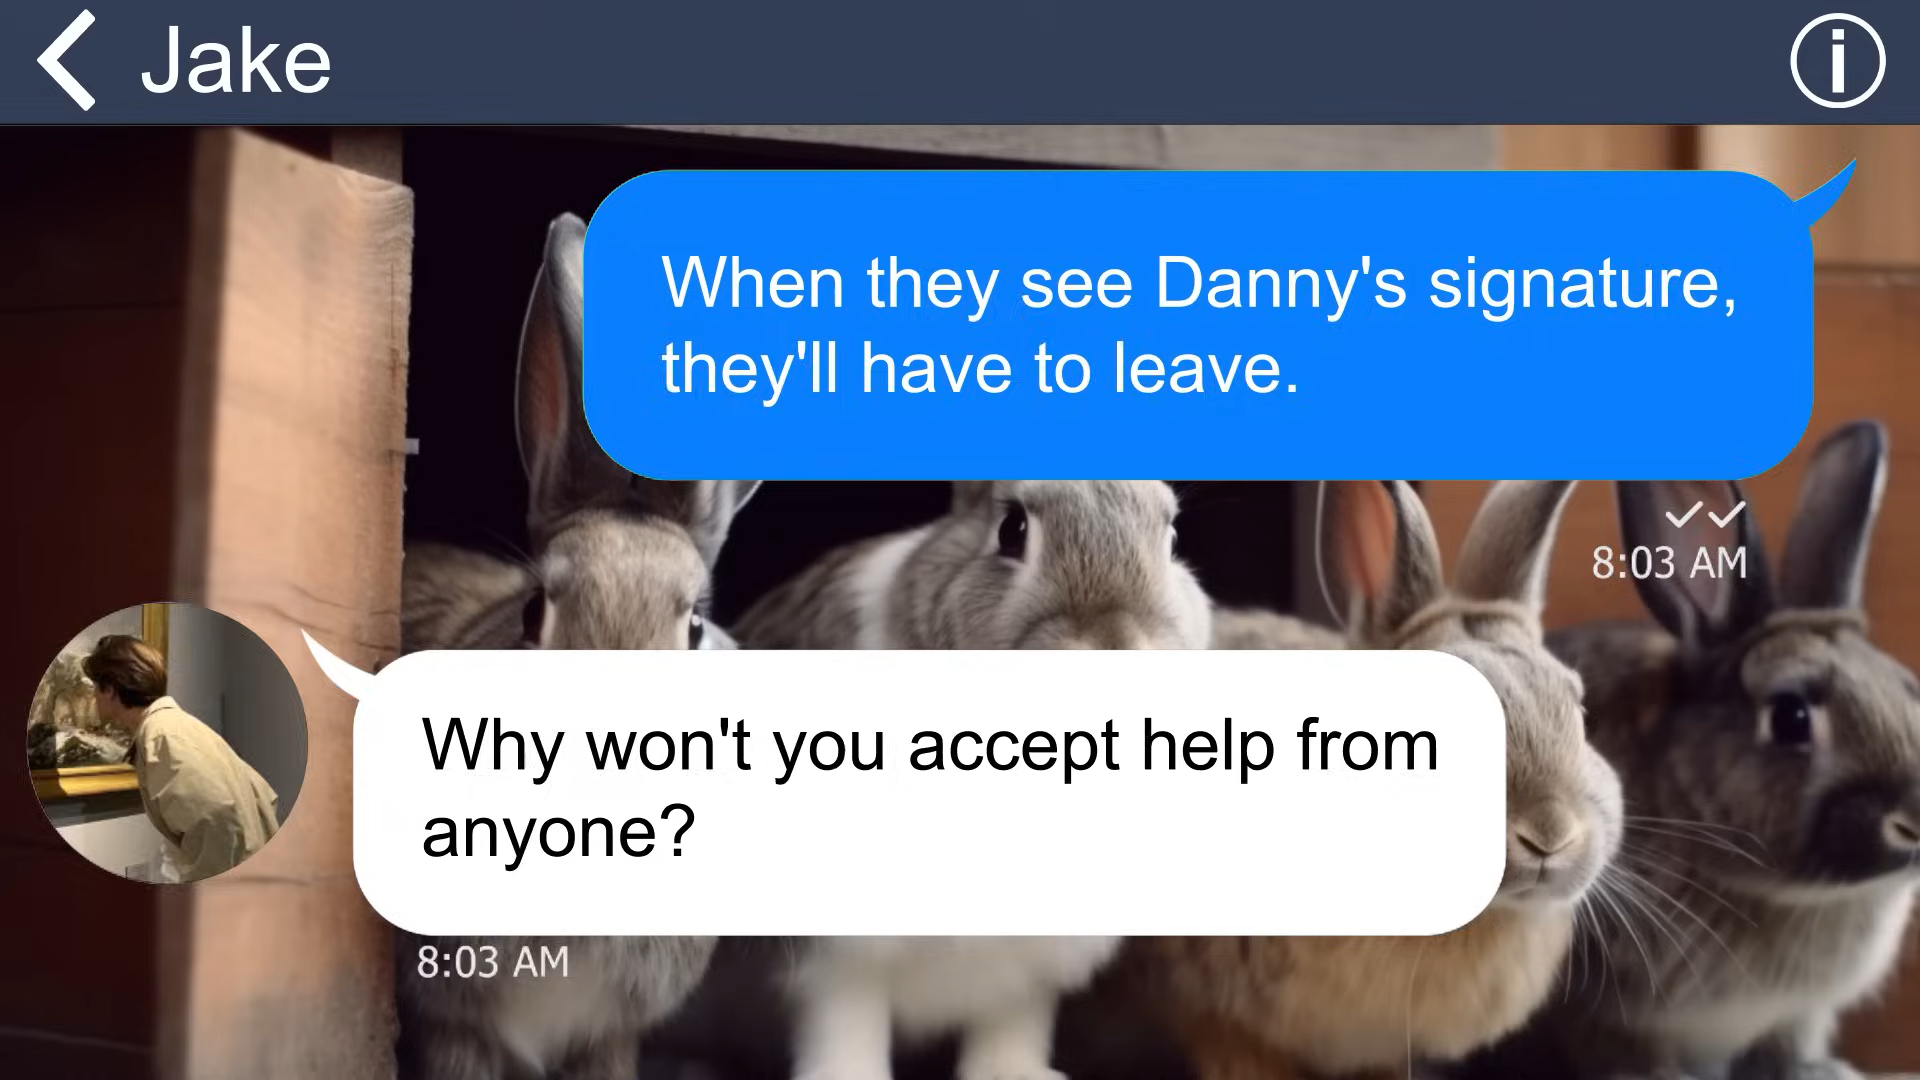 Jake
When they see Danny's signature,
they'll have to leave.
8:03 AM
Why won't you accept help from
anyone?
8:03 AM